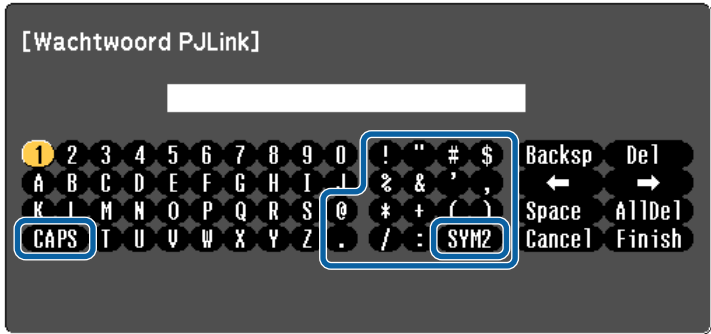 [Wachtwoord PJLink]
1 2 3 4 5 6 7 8 9 0 ! " # $ Backsp Del
A B C D E F G H I J % & ' , ← →
K L M N O P Q R S @ * + ( ) Space AllDel
CAPS T U V W X Y Z . / : SYM2 Cancel Finish